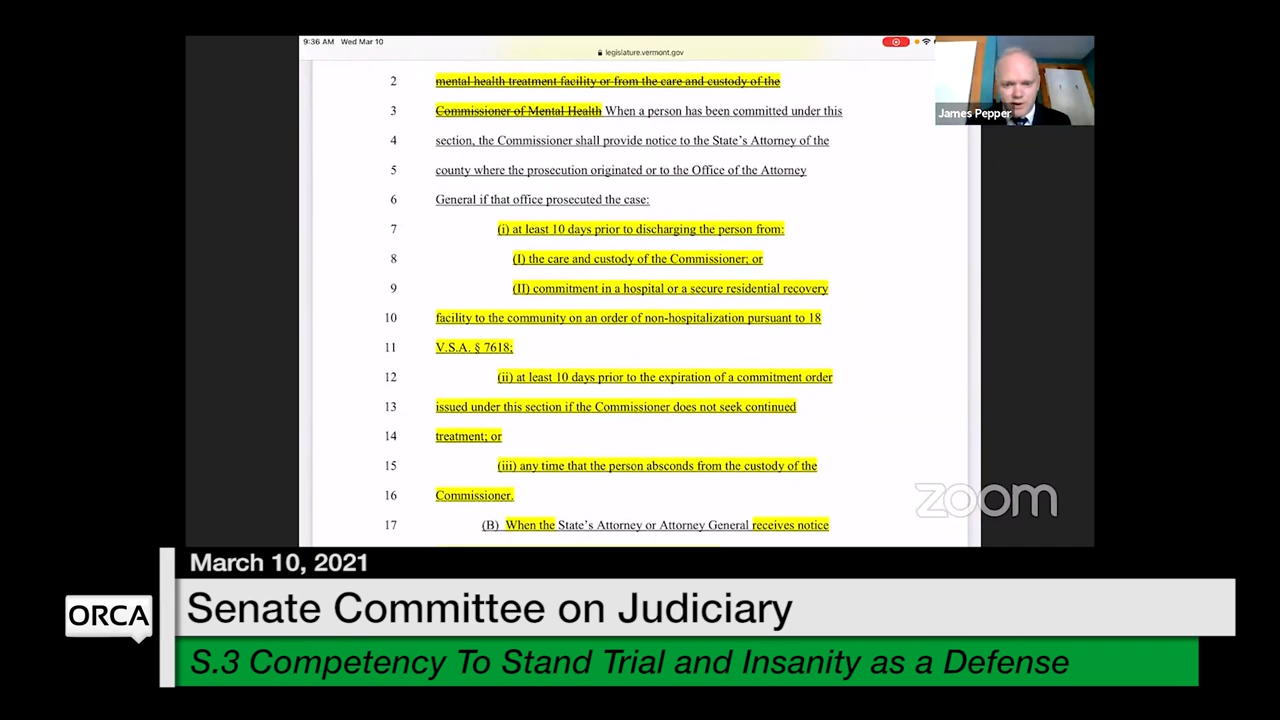 9:36 AM Wed Mar 10
legislature.vermont.gov
2 mental health treatment facility or from the care and custody of the
3 Commissioner of Mental Health When a person has been committed under this
4 section, the Commissioner shall provide notice to the State's Attorney of the
5 county where the prosecution originated or to the Office of the Attorney
6 General if that office prosecuted the case:
7 (i) at least 10 days prior to discharging the person from:
8 (I) the care and custody of the Commissioner; or
9 (II) commitment in a hospital or a secure residential recovery
10 facility to the community on an order of non-hospitalization pursuant to 18
11 V.S.A. § 7618;
12 (ii) at least 10 days prior to the expiration of a commitment order
13 issued under this section if the Commissioner does not seek continued
14 treatment; or
15 (iii) any time that the person absconds from the custody of the
16 Commissioner.
17 (B) When the State's Attorney or Attorney General receives notice
James Pepper
zoom
March 10, 2021
ORCA
Senate Committee on Judiciary
S.3 Competency To Stand Trial and Insanity as a Defense